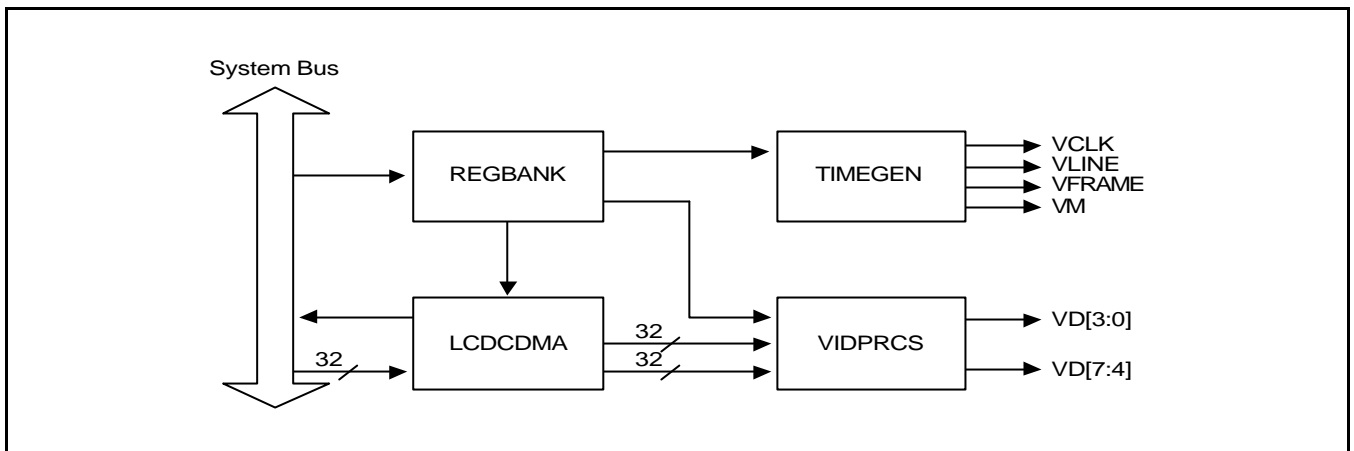 System Bus
REGBANK
TIMEGEN
VCLK
VLINE
VFRAME
VM
LCDCDMA
32
32
32
VIDPRCS
VD[3:0]
VD[7:4]